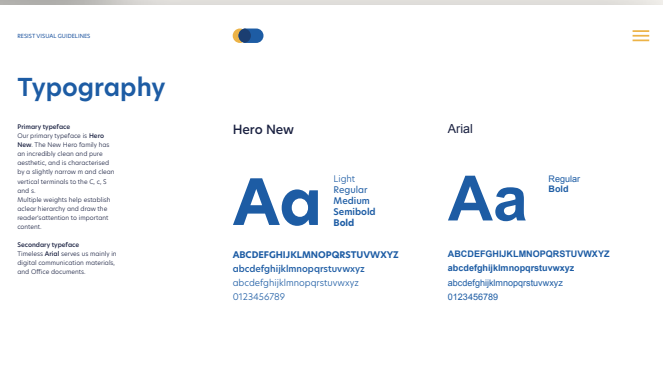 RESIST VISUAL GUIDELINES
Typography
Primary typeface
Our primary typeface is Hero
New. The New Hero family has
an incredibly clean and pure
aesthetic, and is characterised
by a slightly narrow m and clean
vertical terminals to the C, c, S
and s.
Multiple weights help establish
aclear hierarchy and draw the
reader'sattention to important
content.
Secondary typeface
Timeless Arial serves us mainly in
digital communication materials,
and Office documents.
Hero New
Aa
Light
Regular
Medium
Semibold
Bold
ABCDEFGHIJKLMNOPQRSTUVWXYZ
abcdefghijklmnopqrstuvwxyz
abcdefghijklmnopqrstuvwxyz
0123456789
Arial
Aa
Regular
Bold
ABCDEFGHIJKLMNOPQRSTUVWXYZ
abcdefghijklmnopqrstuvwxyz
abcdefghijklmnopqrstuvwxyz
0123456789